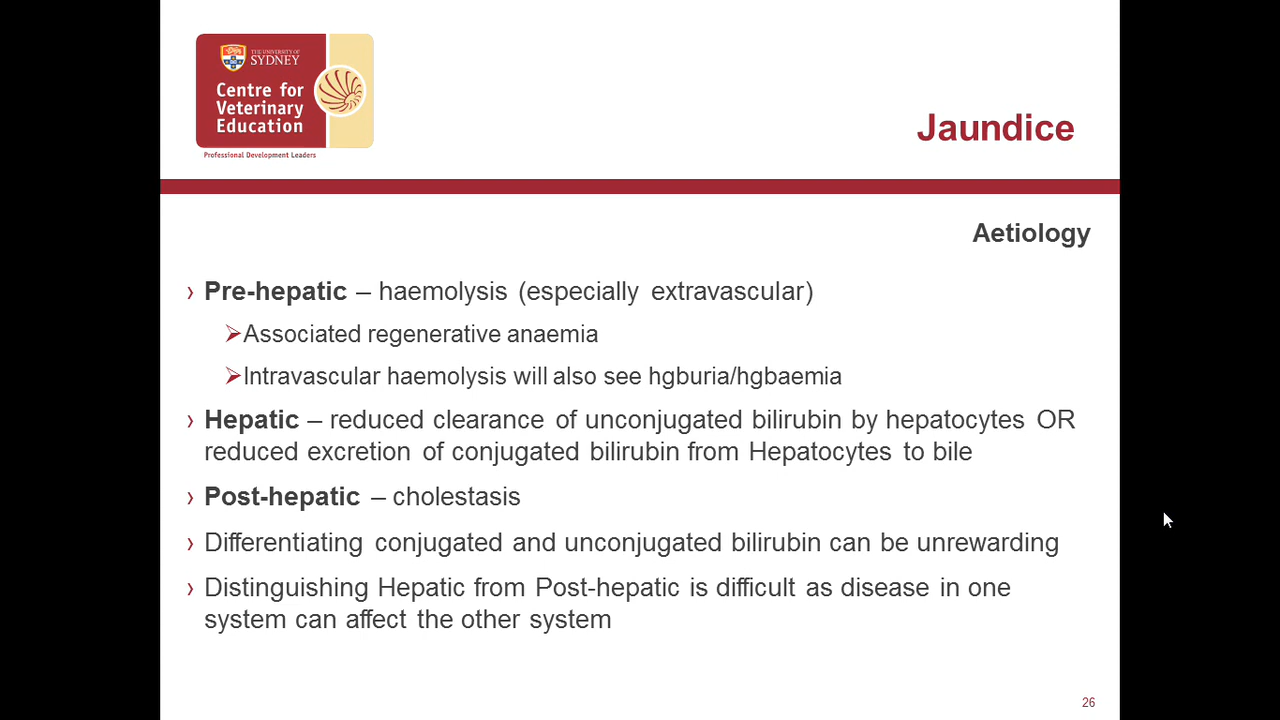 THE UNIVERSITY OF
SYDNEY
Centre for
Veterinary
Education
Professional Development Leaders
Jaundice
Aetiology
› Pre-hepatic – haemolysis (especially extravascular)
➢Associated regenerative anaemia
➢Intravascular haemolysis will also see hgburia/hgbaemia
› Hepatic – reduced clearance of unconjugated bilirubin by hepatocytes OR
reduced excretion of conjugated bilirubin from Hepatocytes to bile
› Post-hepatic – cholestasis
› Differentiating conjugated and unconjugated bilirubin can be unrewarding
› Distinguishing Hepatic from Post-hepatic is difficult as disease in one
system can affect the other system
26